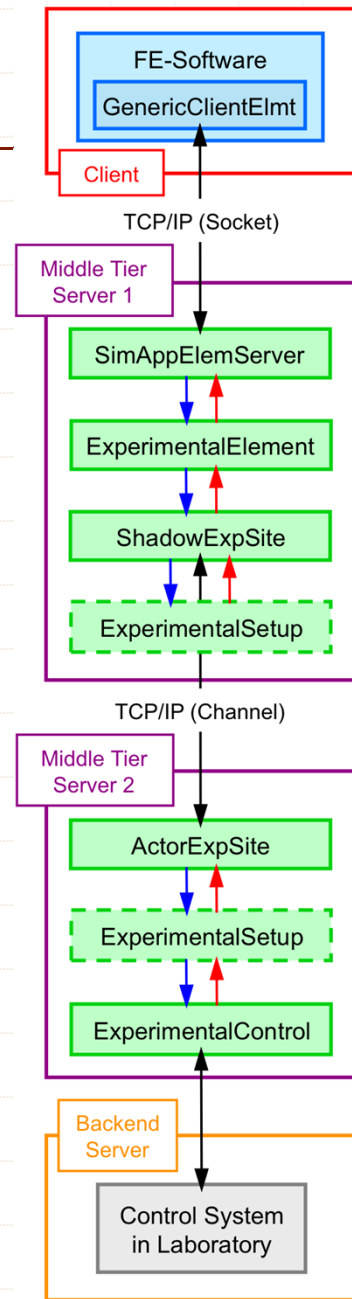 FE-Software
GenericClientElmt
Client
TCP/IP (Socket)
Middle Tier
Server 1
SimAppElemServer
ExperimentalElement
ShadowExpSite
ExperimentalSetup
TCP/IP (Channel)
Middle Tier
Server 2
ActorExpSite
ExperimentalSetup
ExperimentalControl
Backend
Server
Control System
in Laboratory